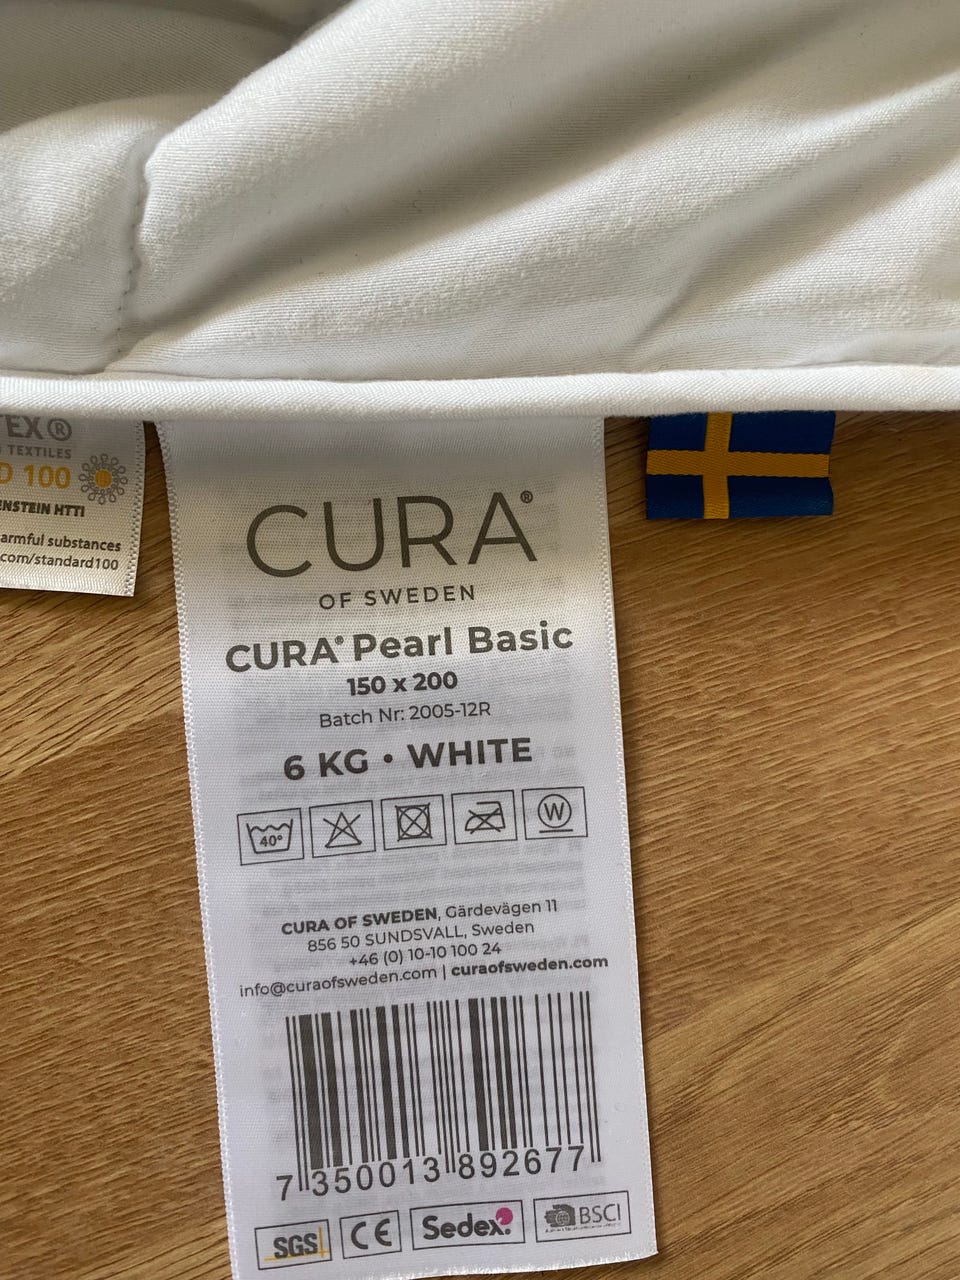 TEX®
TEXTILES
D 100
ENSTEIN HTTI
armful substances
com/standard100
CURA®
OF SWEDEN
CURA® Pearl Basic
150 x 200
Batch Nr: 2005-12R
6 KG • WHITE
40°
W
CURA OF SWEDEN, Gärdevägen 11
856 50 SUNDSVALL, Sweden
+46 (0) 10-10 100 24
info@curaofsweden.com | curaofsweden.com
7 350013 892677
SGS CE Sedex. BSCI